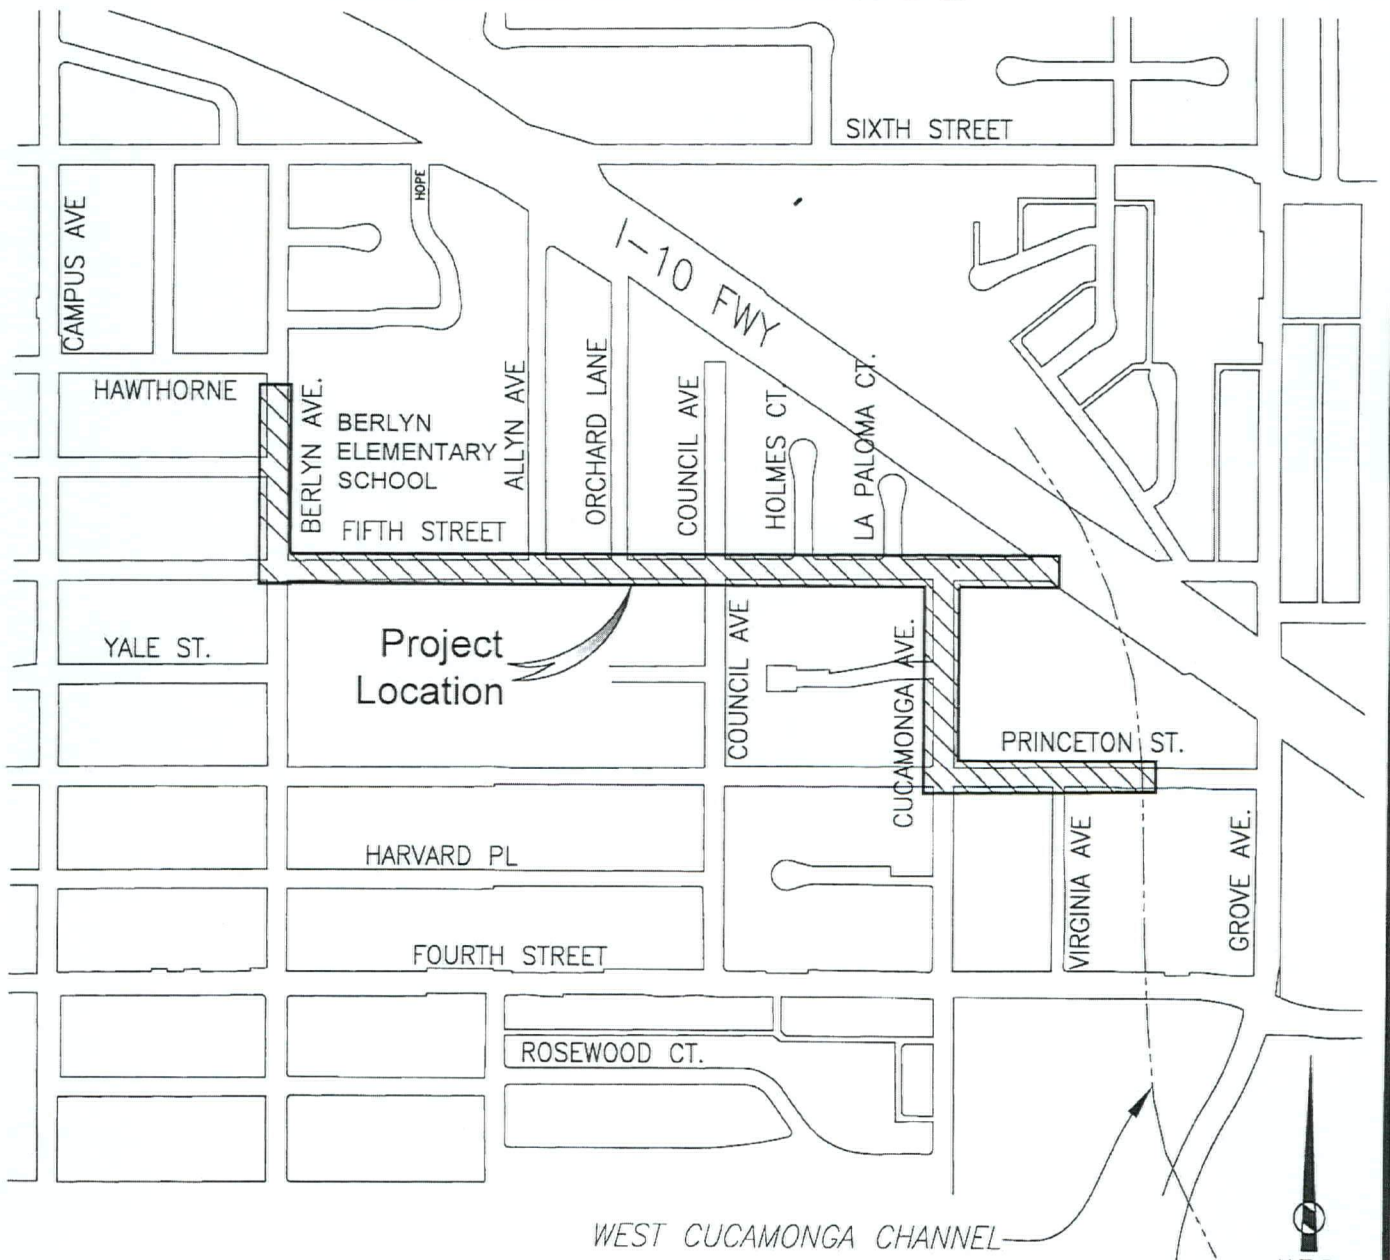 SIXTH STREET
HOPE
CAMPUS AVE
I-10 FWY
HAWTHORNE
BERLYN AVE.
BERLYN
ELEMENTARY
SCHOOL
ALLYN AVE
ORCHARD LANE
COUNCIL AVE
HOLMES CT.
LA PALOMA CT.
FIFTH STREET
YALE ST.
Project
Location
COUNCIL AVE
CUCAMONGA AVE.
PRINCETON ST.
HARVARD PL
VIRGINIA AVE
GROVE AVE.
FOURTH STREET
ROSEWOOD CT.
WEST CUCAMONGA CHANNEL